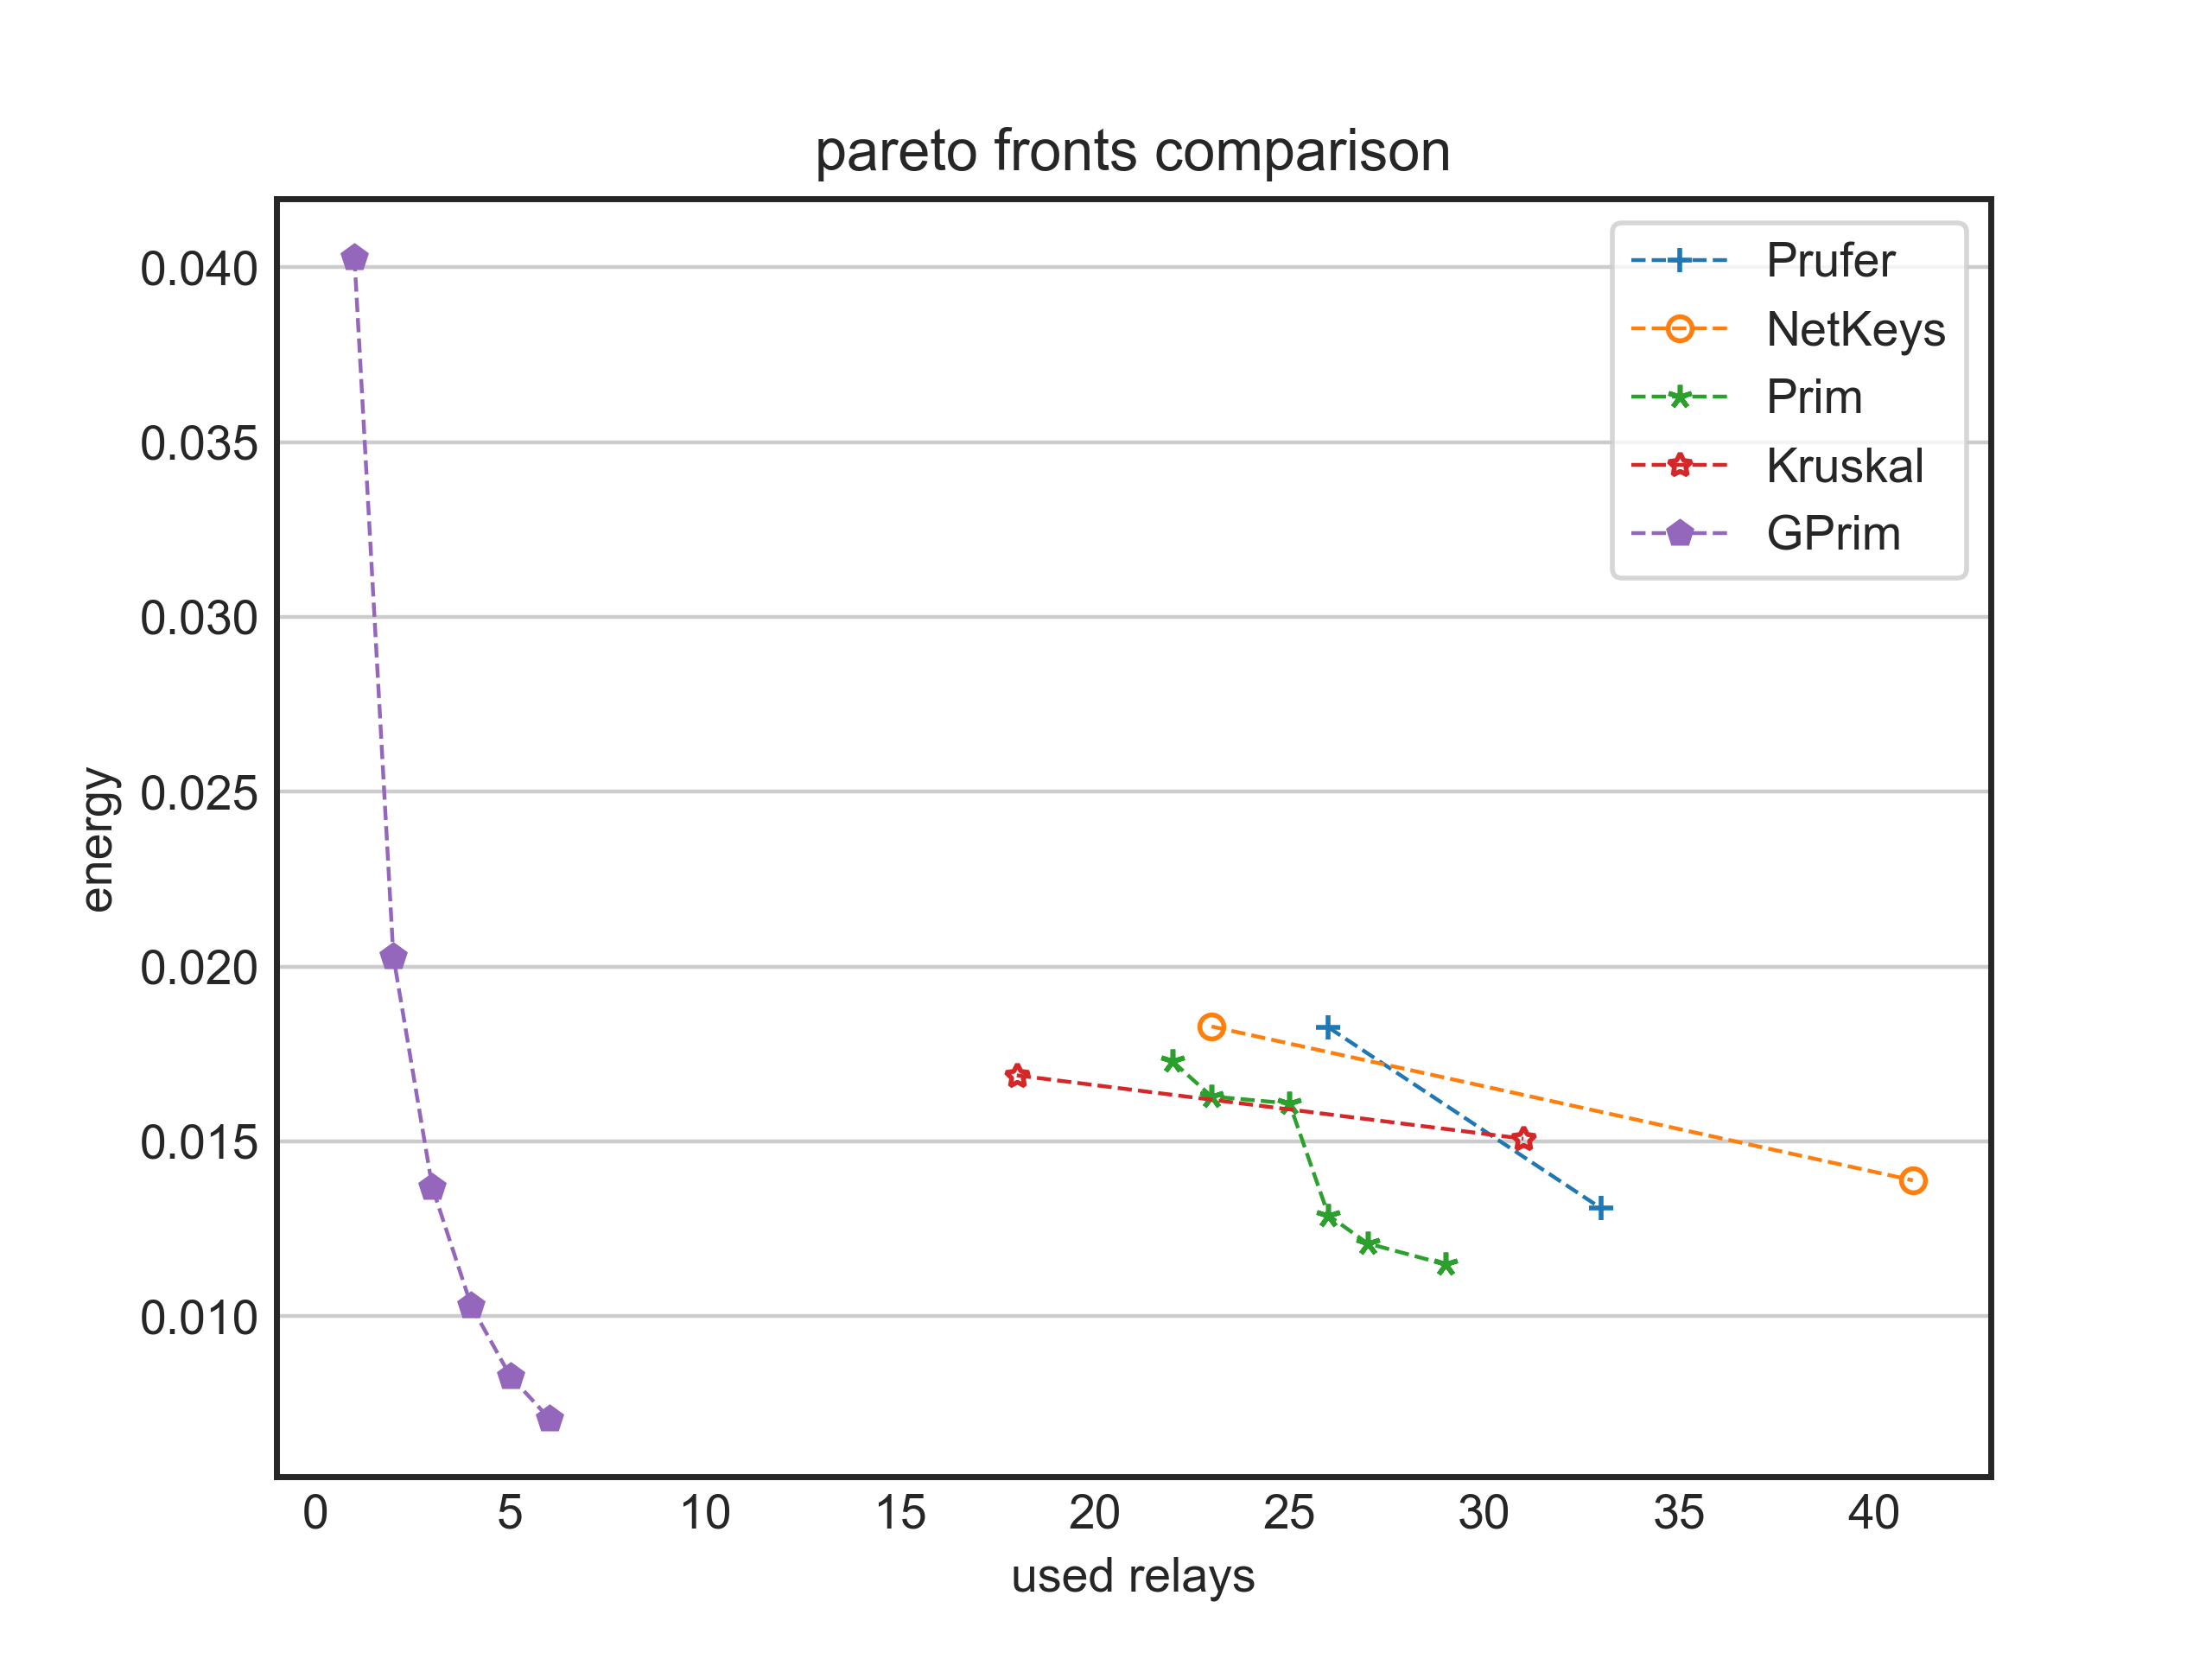 pareto fronts comparison
0.040
0.035
0.030
0.025
0.020
0.015
0.010
energy
0 5 10 15 20 25 30 35 40
used relays
Prufer
NetKeys
Prim
Kruskal
GPrim